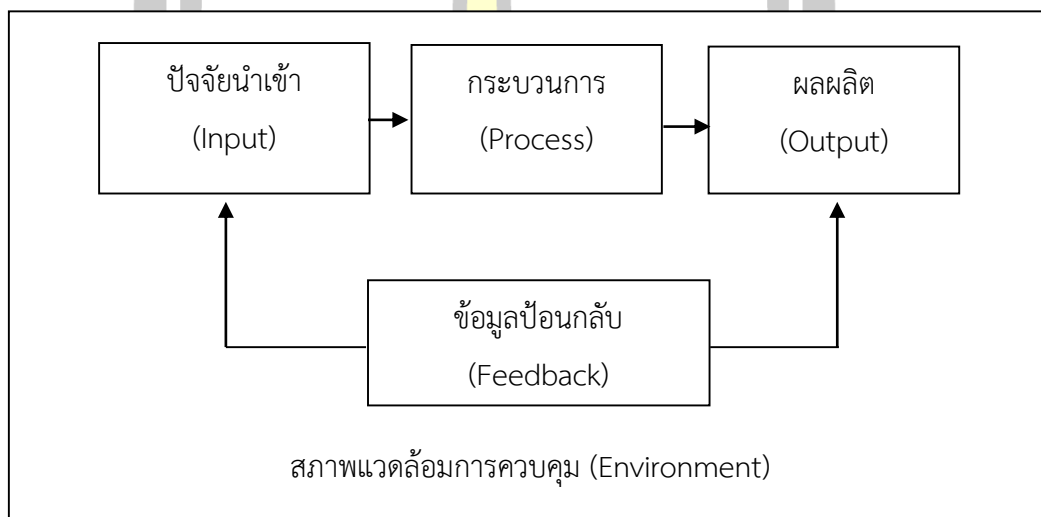 ปัจจัยนำเข้า
(Input)
กระบวนการ
(Process)
ผลผลิต
(Output)
ข้อมูลป้อนกลับ
(Feedback)
สภาพแวดล้อมการควบคุม (Environment)